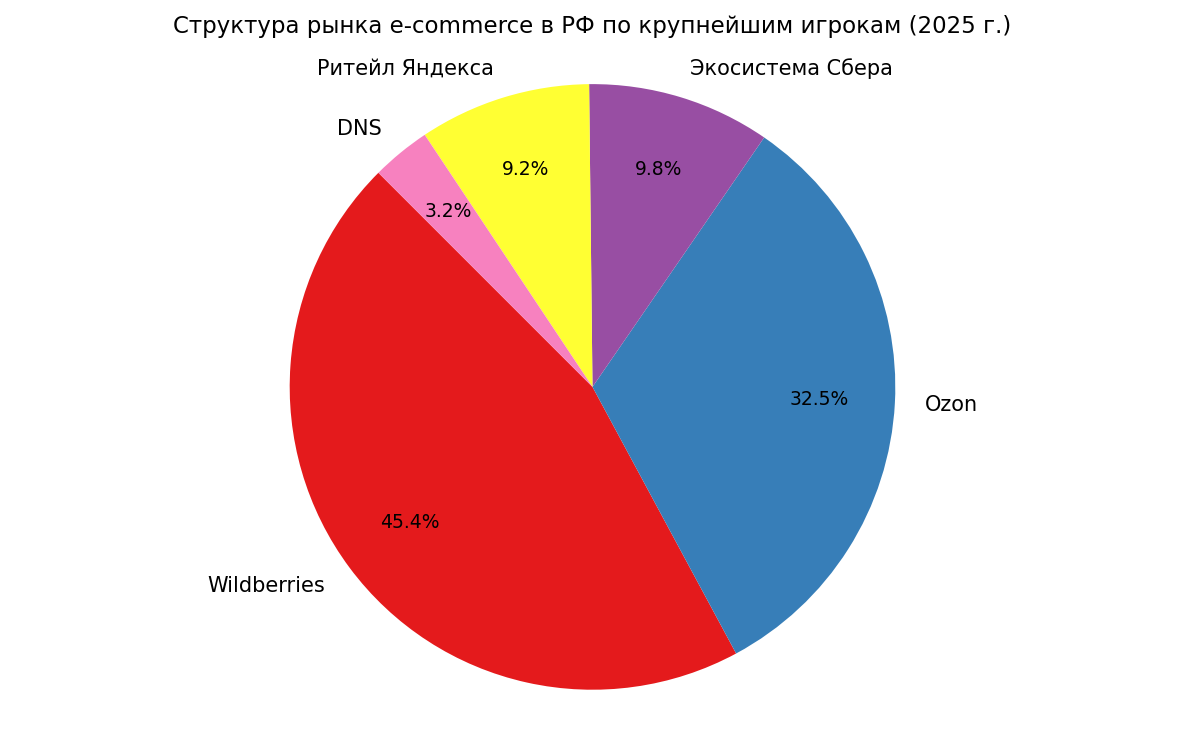 Структура рынка e-commerce в РФ по крупнейшим игрокам (2025 г.)
Ритейл Яндекса
Экосистема Сбера
DNS
9.2%
9.8%
3.2%
32.5%
Ozon
45.4%
Wildberries